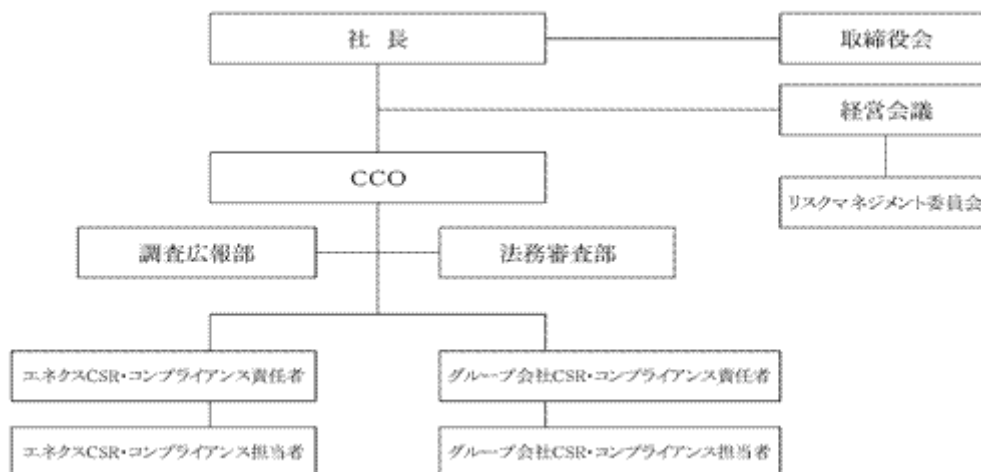 社 長
取締役会
経営会議
CCO
リスクマネジメント委員会
調査広報部
法務審査部
エネクスCSR・コンプライアンス責任者
グループ会社CSR・コンプライアンス責任者
エネクスCSR・コンプライアンス担当者
グループ会社CSR・コンプライアンス担当者